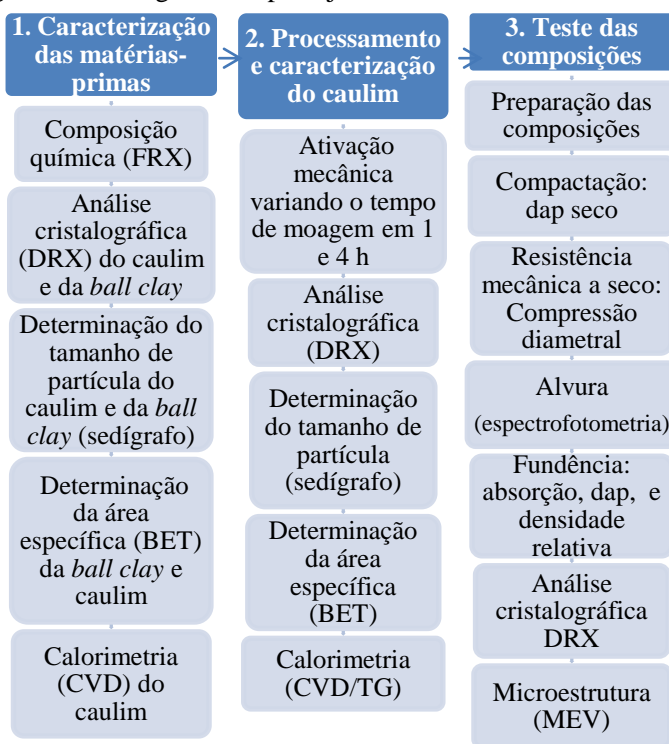 1. Caracterização
das matérias-
primas
Composição
química (FRX)
Análise
cristalográfica
(DRX) do caulim
e da ball clay
Determinação do
tamanho de
partícula do
caulim e da ball
clay (sedígrafo)
Determinação
da área
específica (BET)
da ball clay e
caulim
Calorimetria
(CVD) do
caulim
2. Processamento
e caracterização
do caulim
Ativação
mecânica
variando o tempo
de moagem em 1
e 4 h
Análise
cristalográfica
(DRX)
Determinação
do tamanho de
partícula
(sedígrafo)
Determinação
da área
específica
(BET)
Calorimetria
(CVD/TG)
3. Teste das
composições
Preparação das
composições
Compactação:
dap seco
Resistência
mecânica a seco:
Compressão
diametral
Alvura
(espectrofotometria)
Fundência:
absorção, dap, e
densidade
relativa
Análise
cristalográfica
DRX
Microestrutura
(MEV)